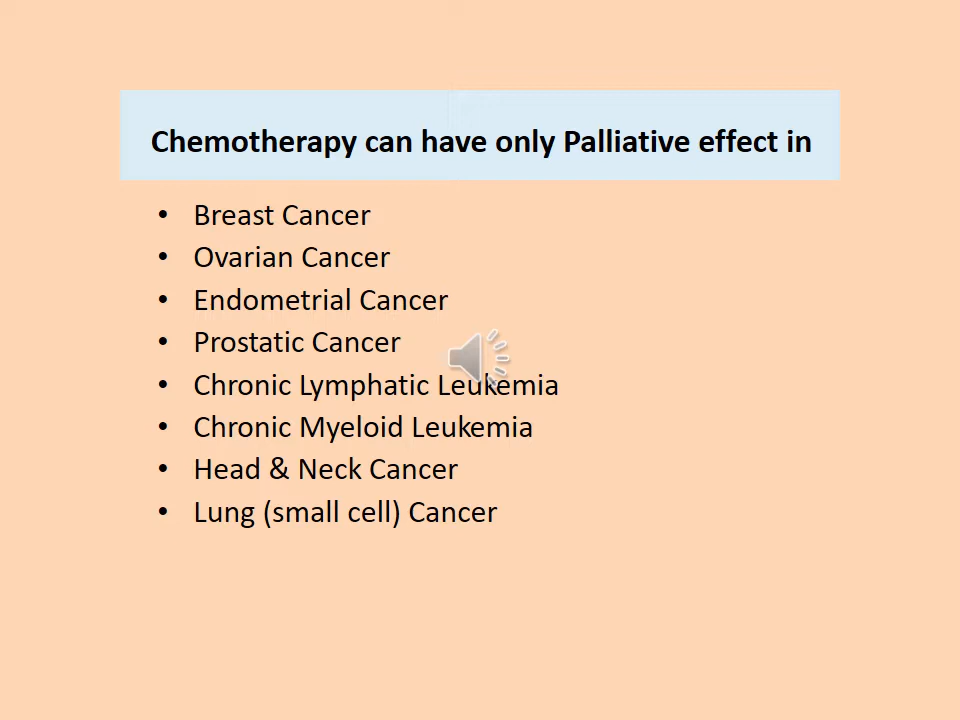 Chemotherapy can have only Palliative effect in
• Breast Cancer
• Ovarian Cancer
• Endometrial Cancer
• Prostatic Cancer
• Chronic Lymphatic Leukemia
• Chronic Myeloid Leukemia
• Head & Neck Cancer
• Lung (small cell) Cancer